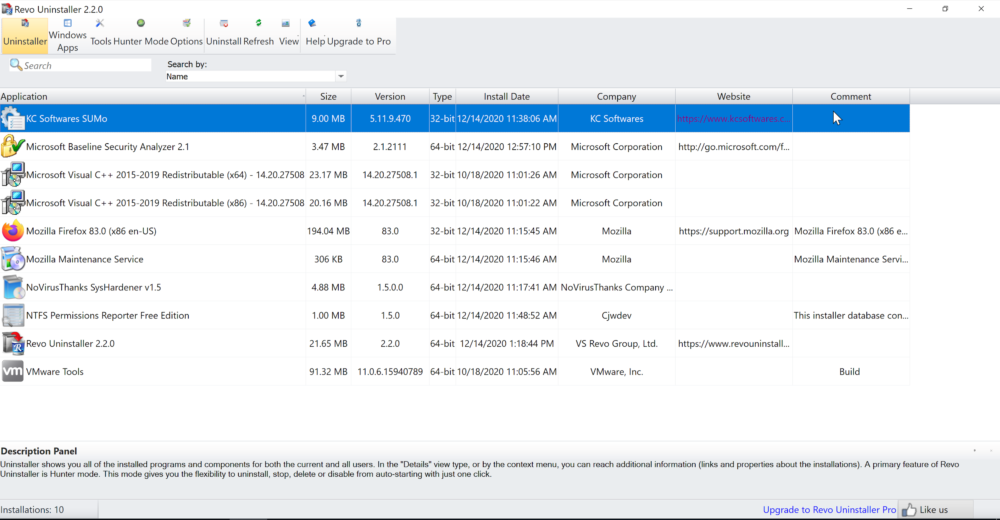 Revo Uninstaller 2.2.0
Uninstaller
Windows Apps
Tools
Hunter Mode
Options
Uninstall
Refresh
View
Help
Upgrade to Pro
Search
Search by:
Name
Application Size Version Type Install Date Company Website Comment
KC Softwares SUMo 9.00 MB 5.11.9.470 32-bit 12/14/2020 11:38:06 AM KC Softwares https://www.kcsoftwares.c...
Microsoft Baseline Security Analyzer 2.1 3.47 MB 2.1.2111 64-bit 12/14/2020 12:57:10 PM Microsoft Corporation http://go.microsoft.com/f...
Microsoft Visual C++ 2015-2019 Redistributable (x64) - 14.20.27508 23.17 MB 14.20.27508.1 32-bit 10/18/2020 11:01:26 AM Microsoft Corporation
Microsoft Visual C++ 2015-2019 Redistributable (x86) - 14.20.27508 20.16 MB 14.20.27508.1 32-bit 10/18/2020 11:01:22 AM Microsoft Corporation
Mozilla Firefox 83.0 (x86 en-US) 194.04 MB 83.0 32-bit 12/14/2020 11:15:45 AM Mozilla https://support.mozilla.org Mozilla Firefox 83.0 (x86 e...
Mozilla Maintenance Service 306 KB 83.0 64-bit 12/14/2020 11:15:46 AM Mozilla Mozilla Maintenance Servi...
NoVirusThanks SysHardener v1.5 4.88 MB 1.5.0.0 64-bit 12/14/2020 11:17:41 AM NoVirusThanks Company ...
NTFS Permissions Reporter Free Edition 1.00 MB 1.5.0 64-bit 12/14/2020 11:48:52 AM Cjwdev This installer database con...
Revo Uninstaller 2.2.0 21.65 MB 2.2.0 64-bit 12/14/2020 1:18:44 PM VS Revo Group, Ltd. https://www.revouninstall...
vm VMware Tools 91.32 MB 11.0.6.15940789 64-bit 10/18/2020 11:05:56 AM VMware, Inc. Build
Description Panel
Uninstaller shows you all of the installed programs and components for both the current and all users. In the "Details" view type, or by the context menu, you can reach additional information (links and properties about the installations). A primary feature of Revo
Uninstaller is Hunter mode. This mode gives you the flexibility to uninstall, stop, delete or disable from auto-starting with just one click.
Installations: 10
Upgrade to Revo Uninstaller Pro
Like us